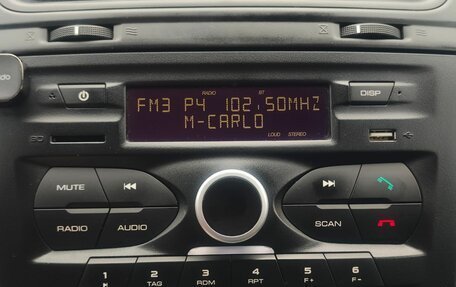 RADIO BT
FM3 P4 102.50MHZ
M-CARLO
LOUD STEREO
DISP
MUTE
RADIO AUDIO
SCAN
1 2 3 4 5 6
TAG RDM RPT F+ F-